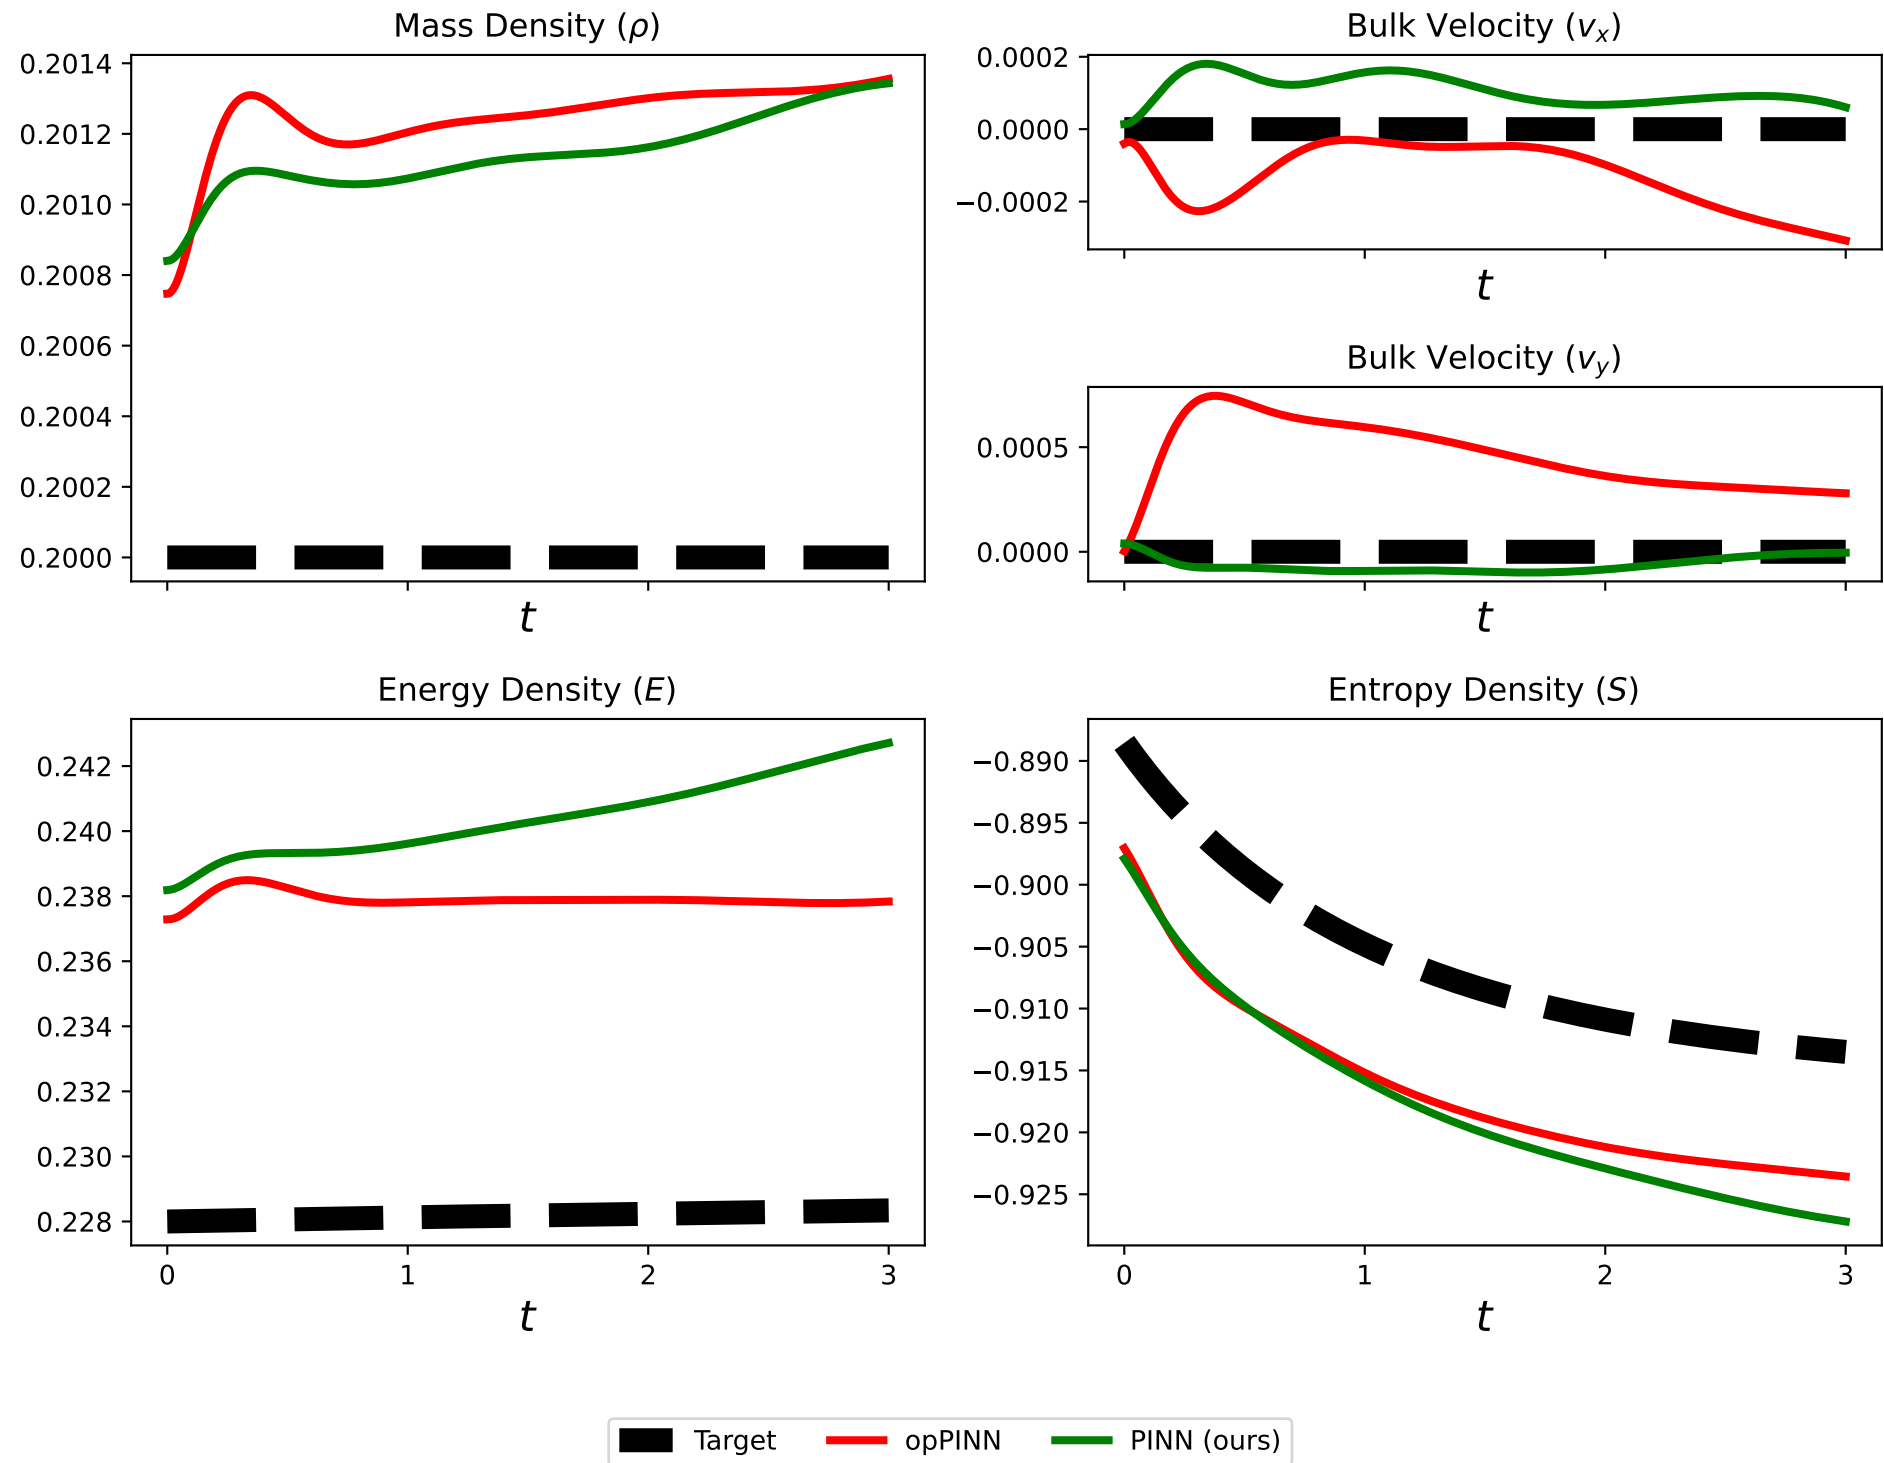 Mass Density (ρ)
0.2014
0.2012
0.2010
0.2008
0.2006
0.2004
0.2002
0.2000
t
Bulk Velocity (vₓ)
0.0002
0.0000
−0.0002
t
Bulk Velocity (v_y)
0.0005
0.0000
t
Energy Density (E)
0.242
0.240
0.238
0.236
0.234
0.232
0.230
0.228
0 1 2 3
t
Entropy Density (S)
−0.890
−0.895
−0.900
−0.905
−0.910
−0.915
−0.920
−0.925
0 1 2 3
t
Target opPINN PINN (ours)